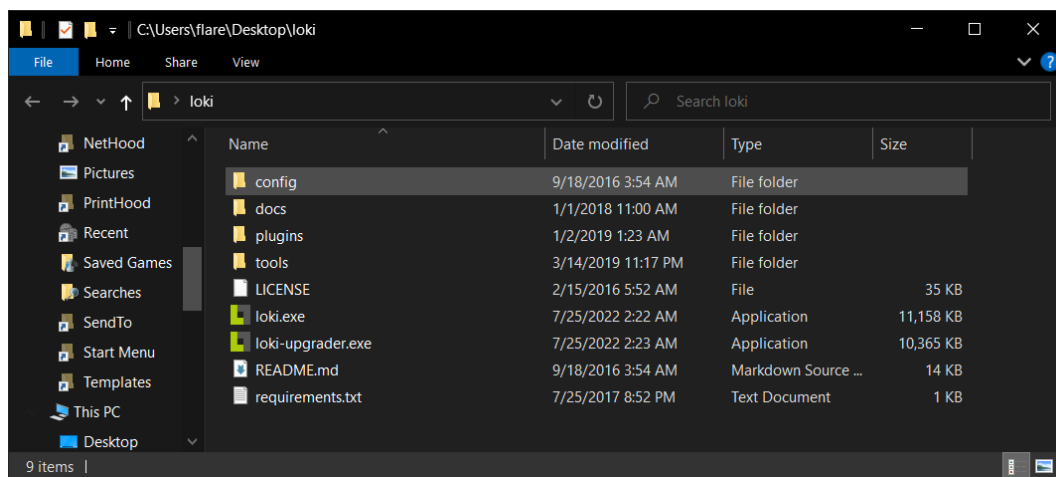 C:\Users\flare\Desktop\loki
File Home Share View ?
loki Search loki
NetHood
Pictures
PrintHood
Recent
Saved Games
Searches
SendTo
Start Menu
Templates
This PC
Desktop
Name Date modified Type Size
config 9/18/2016 3:54 AM File folder
docs 1/1/2018 11:00 AM File folder
plugins 1/2/2019 1:23 AM File folder
tools 3/14/2019 11:17 PM File folder
LICENSE 2/15/2016 5:52 AM File 35 KB
loki.exe 7/25/2022 2:22 AM Application 11,158 KB
loki-upgrader.exe 7/25/2022 2:23 AM Application 10,365 KB
README.md 9/18/2016 3:54 AM Markdown Source ... 14 KB
requirements.txt 7/25/2017 8:52 PM Text Document 1 KB
9 items